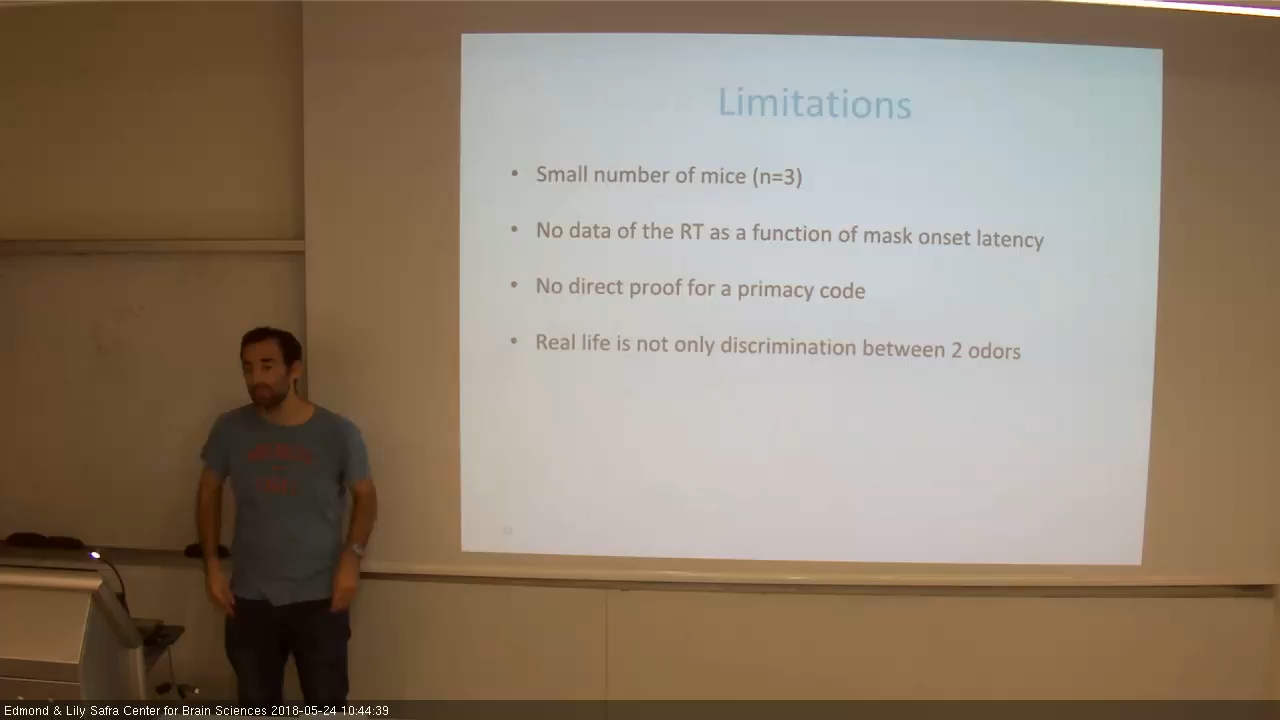 Limitations
• Small number of mice (n=3)
• No data of the RT as a function of mask onset latency
• No direct proof for a primacy code
• Real life is not only discrimination between 2 odors
Edmond & Lily Safra Center for Brain Sciences 2018-05-24 10:44:39